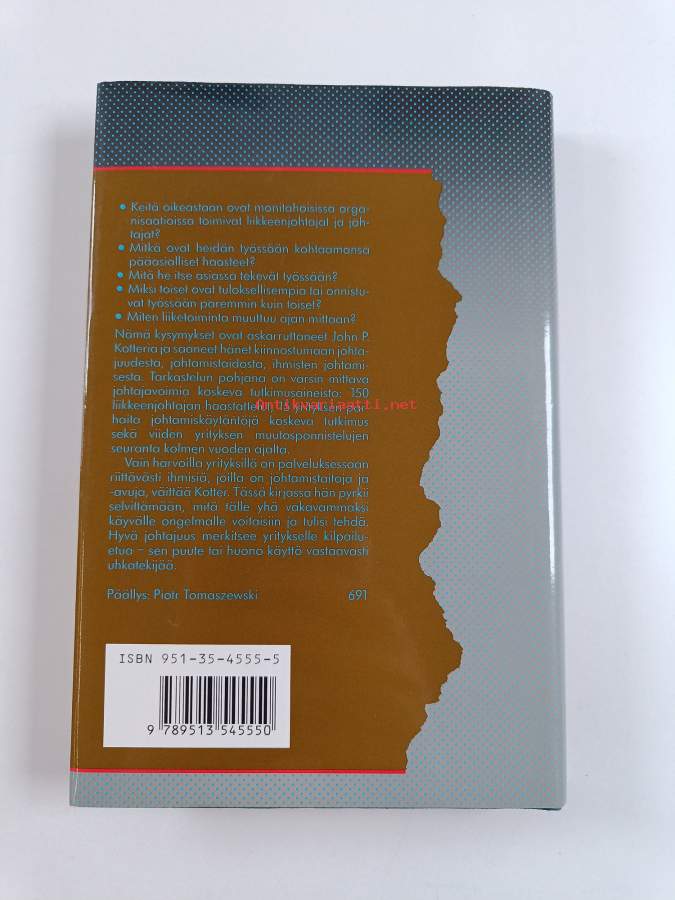 • Keitä oikeastaan ovat monitahoisissa orga-
nisaatioissa toimivat liikkeenjohtajat ja joh-
tajat?
• Mitkä ovat heidän työssään kohtaamansa
pääasialliset haasteet?
• Mitä he itse asiassa tekevät työssään?
• Miksi toiset ovat tuloksellisempia tai onnistu-
vat työssään paremmin kuin toiset?
• Miten liiketoiminta muuttuu ajan mittaan?
Nämä kysymykset ovat askarruttaneet John P.
Kotteria ja saaneet hänet kiinnostumaan johta-
juudesta, johtamistaidosta, ihmisten johtami-
sesta. Tarkastelun pohjana on varsin mittava
johtajavoimia koskeva tutkimusaineisto: 150
liikkeenjohtajan haastattelut, 15 yrityksen par-
haita johtamiskäytäntöjä koskeva tutkimus
sekä viiden yrityksen muutosponnistelujen
seuranta kolmen vuoden ajalta.
Vain harvoilla yrityksillä on palveluksessaan
riittävästi ihmisiä, joilla on johtamistaitoja ja
-avuja, väittää Kotter. Tässä kirjassa hän pyrkii
selvittämään, mitä tälle yhä vakavammaksi
käyvälle ongelmalle voitaisiin ja tulisi tehdä.
Hyvä johtajuus merkitsee yritykselle kilpailu-
etua – sen puute tai huono käyttö vastaavasti
uhkatekijää.
Päällys: Piotr Tomaszewski 691
ISBN 951-35-4555-5
9 789513 545550
Antikvariaatti.net